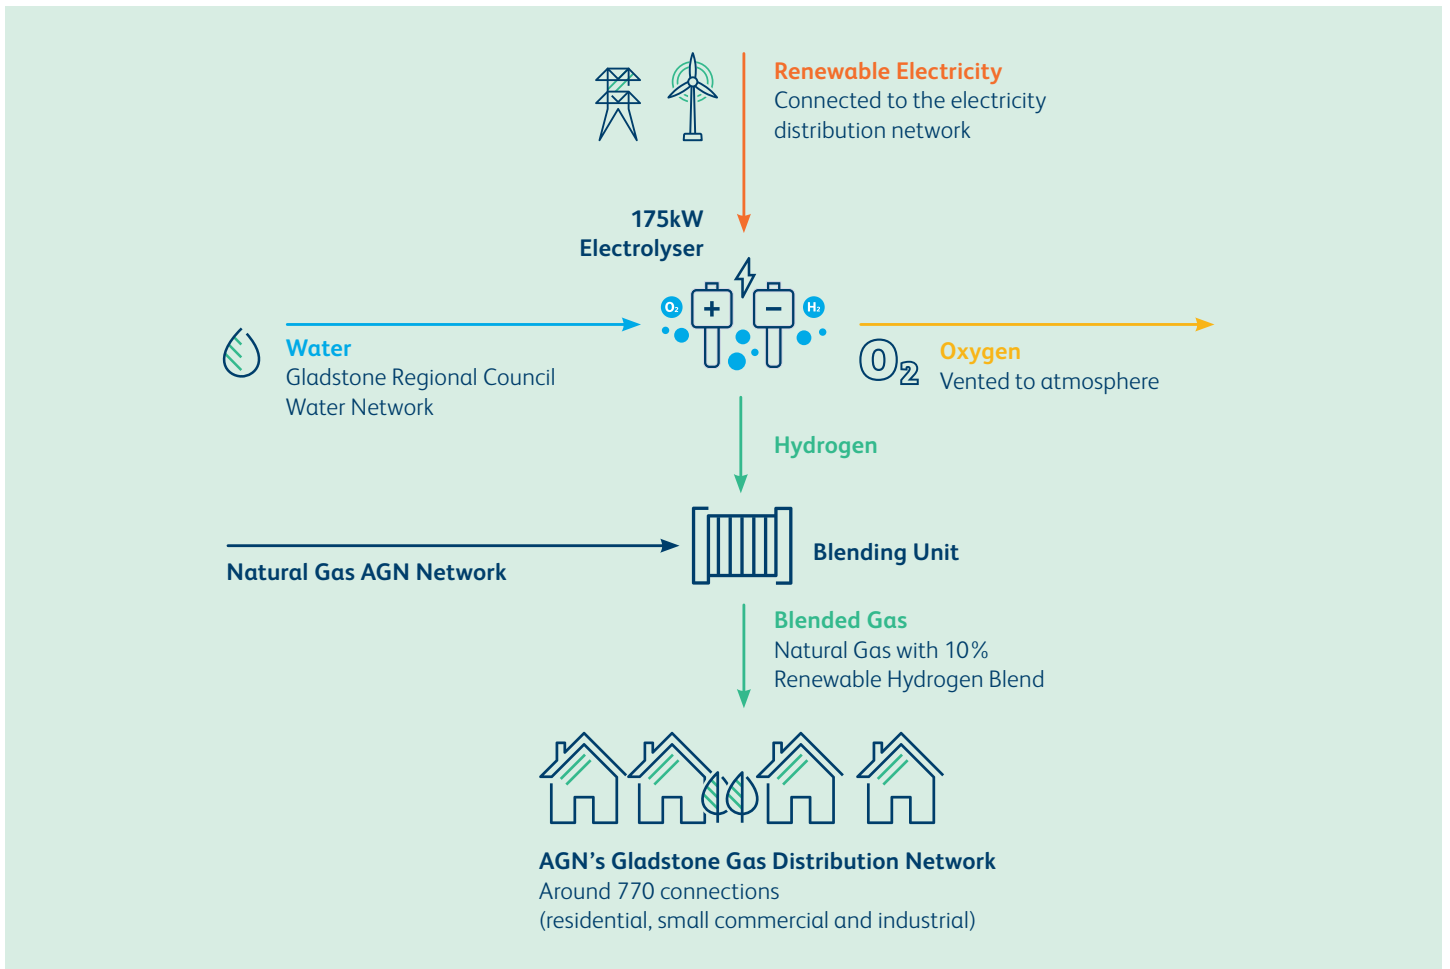 Renewable Electricity
Connected to the electricity
distribution network
175kW
Electrolyser
O₂
+
−
H₂
Water
Gladstone Regional Council
Water Network
O₂
Oxygen
Vented to atmosphere
Hydrogen
Natural Gas AGN Network
Blending Unit
Blended Gas
Natural Gas with 10%
Renewable Hydrogen Blend
AGN’s Gladstone Gas Distribution Network
Around 770 connections
(residential, small commercial and industrial)